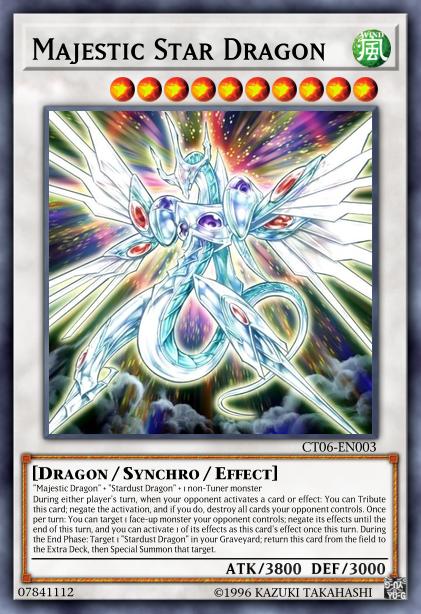 Majestic Star Dragon
WIND
風
CT06-EN003
[Dragon / Synchro / Effect]
"Majestic Dragon" + "Stardust Dragon" + 1 non-Tuner monster
During either player's turn, when your opponent activates a card or effect: You can Tribute
this card; negate the activation, and if you do, destroy all cards your opponent controls. Once
per turn: You can target 1 face-up monster your opponent controls; negate its effects until the
end of this turn, and you can activate 1 of its effects as this card's effect once this turn. During
the End Phase: Target 1 "Stardust Dragon" in your Graveyard; return this card from the field to
the Extra Deck, then Special Summon that target.
ATK/3800 DEF/3000
07841112
©1996 KAZUKI TAKAHASHI